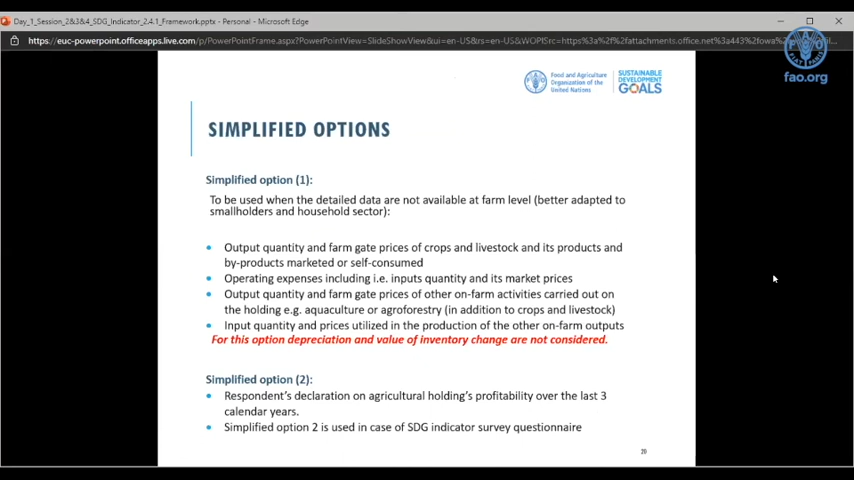 Day_1_Session_2&3&4_SDG_Indicator_2.4.1_Framework.pptx - Personal - Microsoft Edge
https://euc-powerpoint.officeapps.live.com/p/PowerPointFrame.aspx?PowerPointView=SlideShowView&ui=en-US&rs=en-US&WOPISrc=https%3a%2f%2fattachments.office.net%3a443%2fowa%2
fao.org
Food and Agriculture
Organization of the
United Nations
SUSTAINABLE
DEVELOPMENT
GOALS
SIMPLIFIED OPTIONS
Simplified option (1):
To be used when the detailed data are not available at farm level (better adapted to
smallholders and household sector):
• Output quantity and farm gate prices of crops and livestock and its products and
by-products marketed or self-consumed
• Operating expenses including i.e. inputs quantity and its market prices
• Output quantity and farm gate prices of other on-farm activities carried out on
the holding e.g. aquaculture or agroforestry (in addition to crops and livestock)
• Input quantity and prices utilized in the production of the other on-farm outputs
For this option depreciation and value of inventory change are not considered.
Simplified option (2):
• Respondent's declaration on agricultural holding's profitability over the last 3
calendar years.
• Simplified option 2 is used in case of SDG indicator survey questionnaire
20